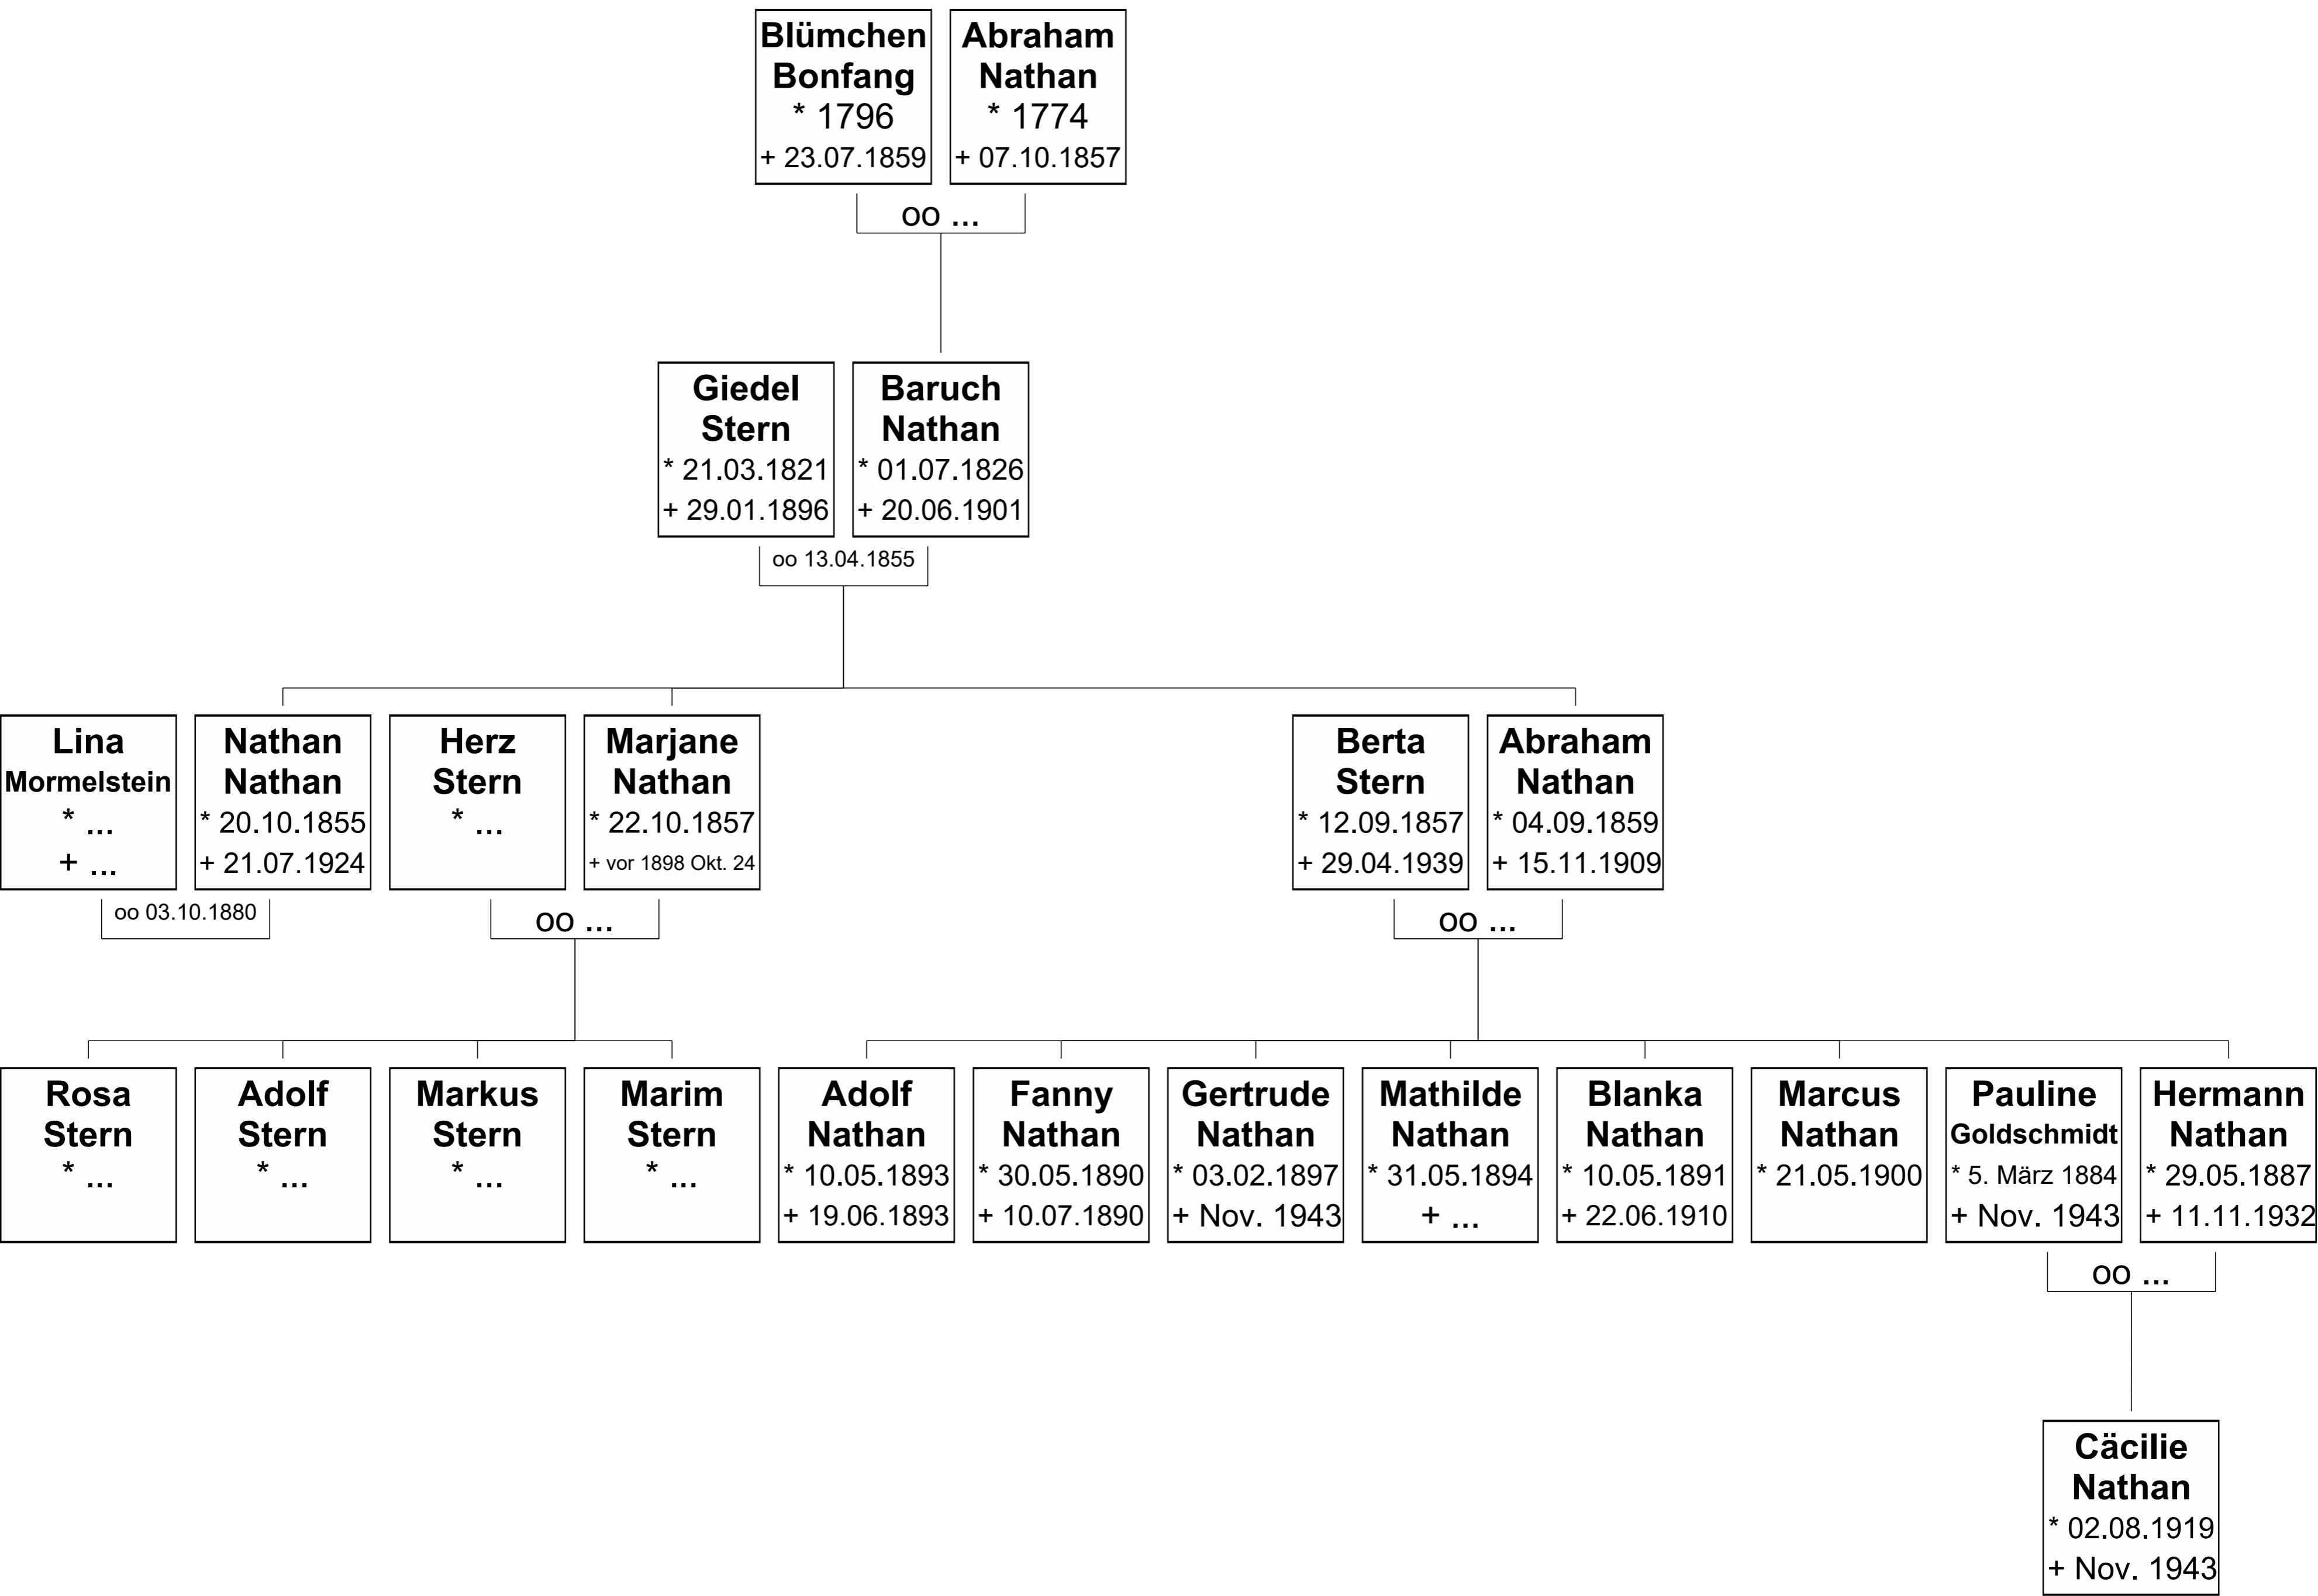 Blümchen
Bonfang
* 1796
+ 23.07.1859
Abraham
Nathan
* 1774
+ 07.10.1857
oo ...
Giedel
Stern
* 21.03.1821
+ 29.01.1896
Baruch
Nathan
* 01.07.1826
+ 20.06.1901
oo 13.04.1855
Lina
Mormelstein
* ...
+ ...
Nathan
Nathan
* 20.10.1855
+ 21.07.1924
Herz
Stern
* ...
Marjane
Nathan
* 22.10.1857
+ vor 1898 Okt. 24
Berta
Stern
* 12.09.1857
+ 29.04.1939
Abraham
Nathan
* 04.09.1859
+ 15.11.1909
oo 03.10.1880
oo ...
oo ...
Rosa
Stern
* ...
Adolf
Stern
* ...
Markus
Stern
* ...
Marim
Stern
* ...
Adolf
Nathan
* 10.05.1893
+ 19.06.1893
Fanny
Nathan
* 30.05.1890
+ 10.07.1890
Gertrude
Nathan
* 03.02.1897
+ Nov. 1943
Mathilde
Nathan
* 31.05.1894
+ ...
Blanka
Nathan
* 10.05.1891
+ 22.06.1910
Marcus
Nathan
* 21.05.1900
Pauline
Goldschmidt
* 5. März 1884
+ Nov. 1943
Hermann
Nathan
* 29.05.1887
+ 11.11.1932
oo ...
Cäcilie
Nathan
* 02.08.1919
+ Nov. 1943